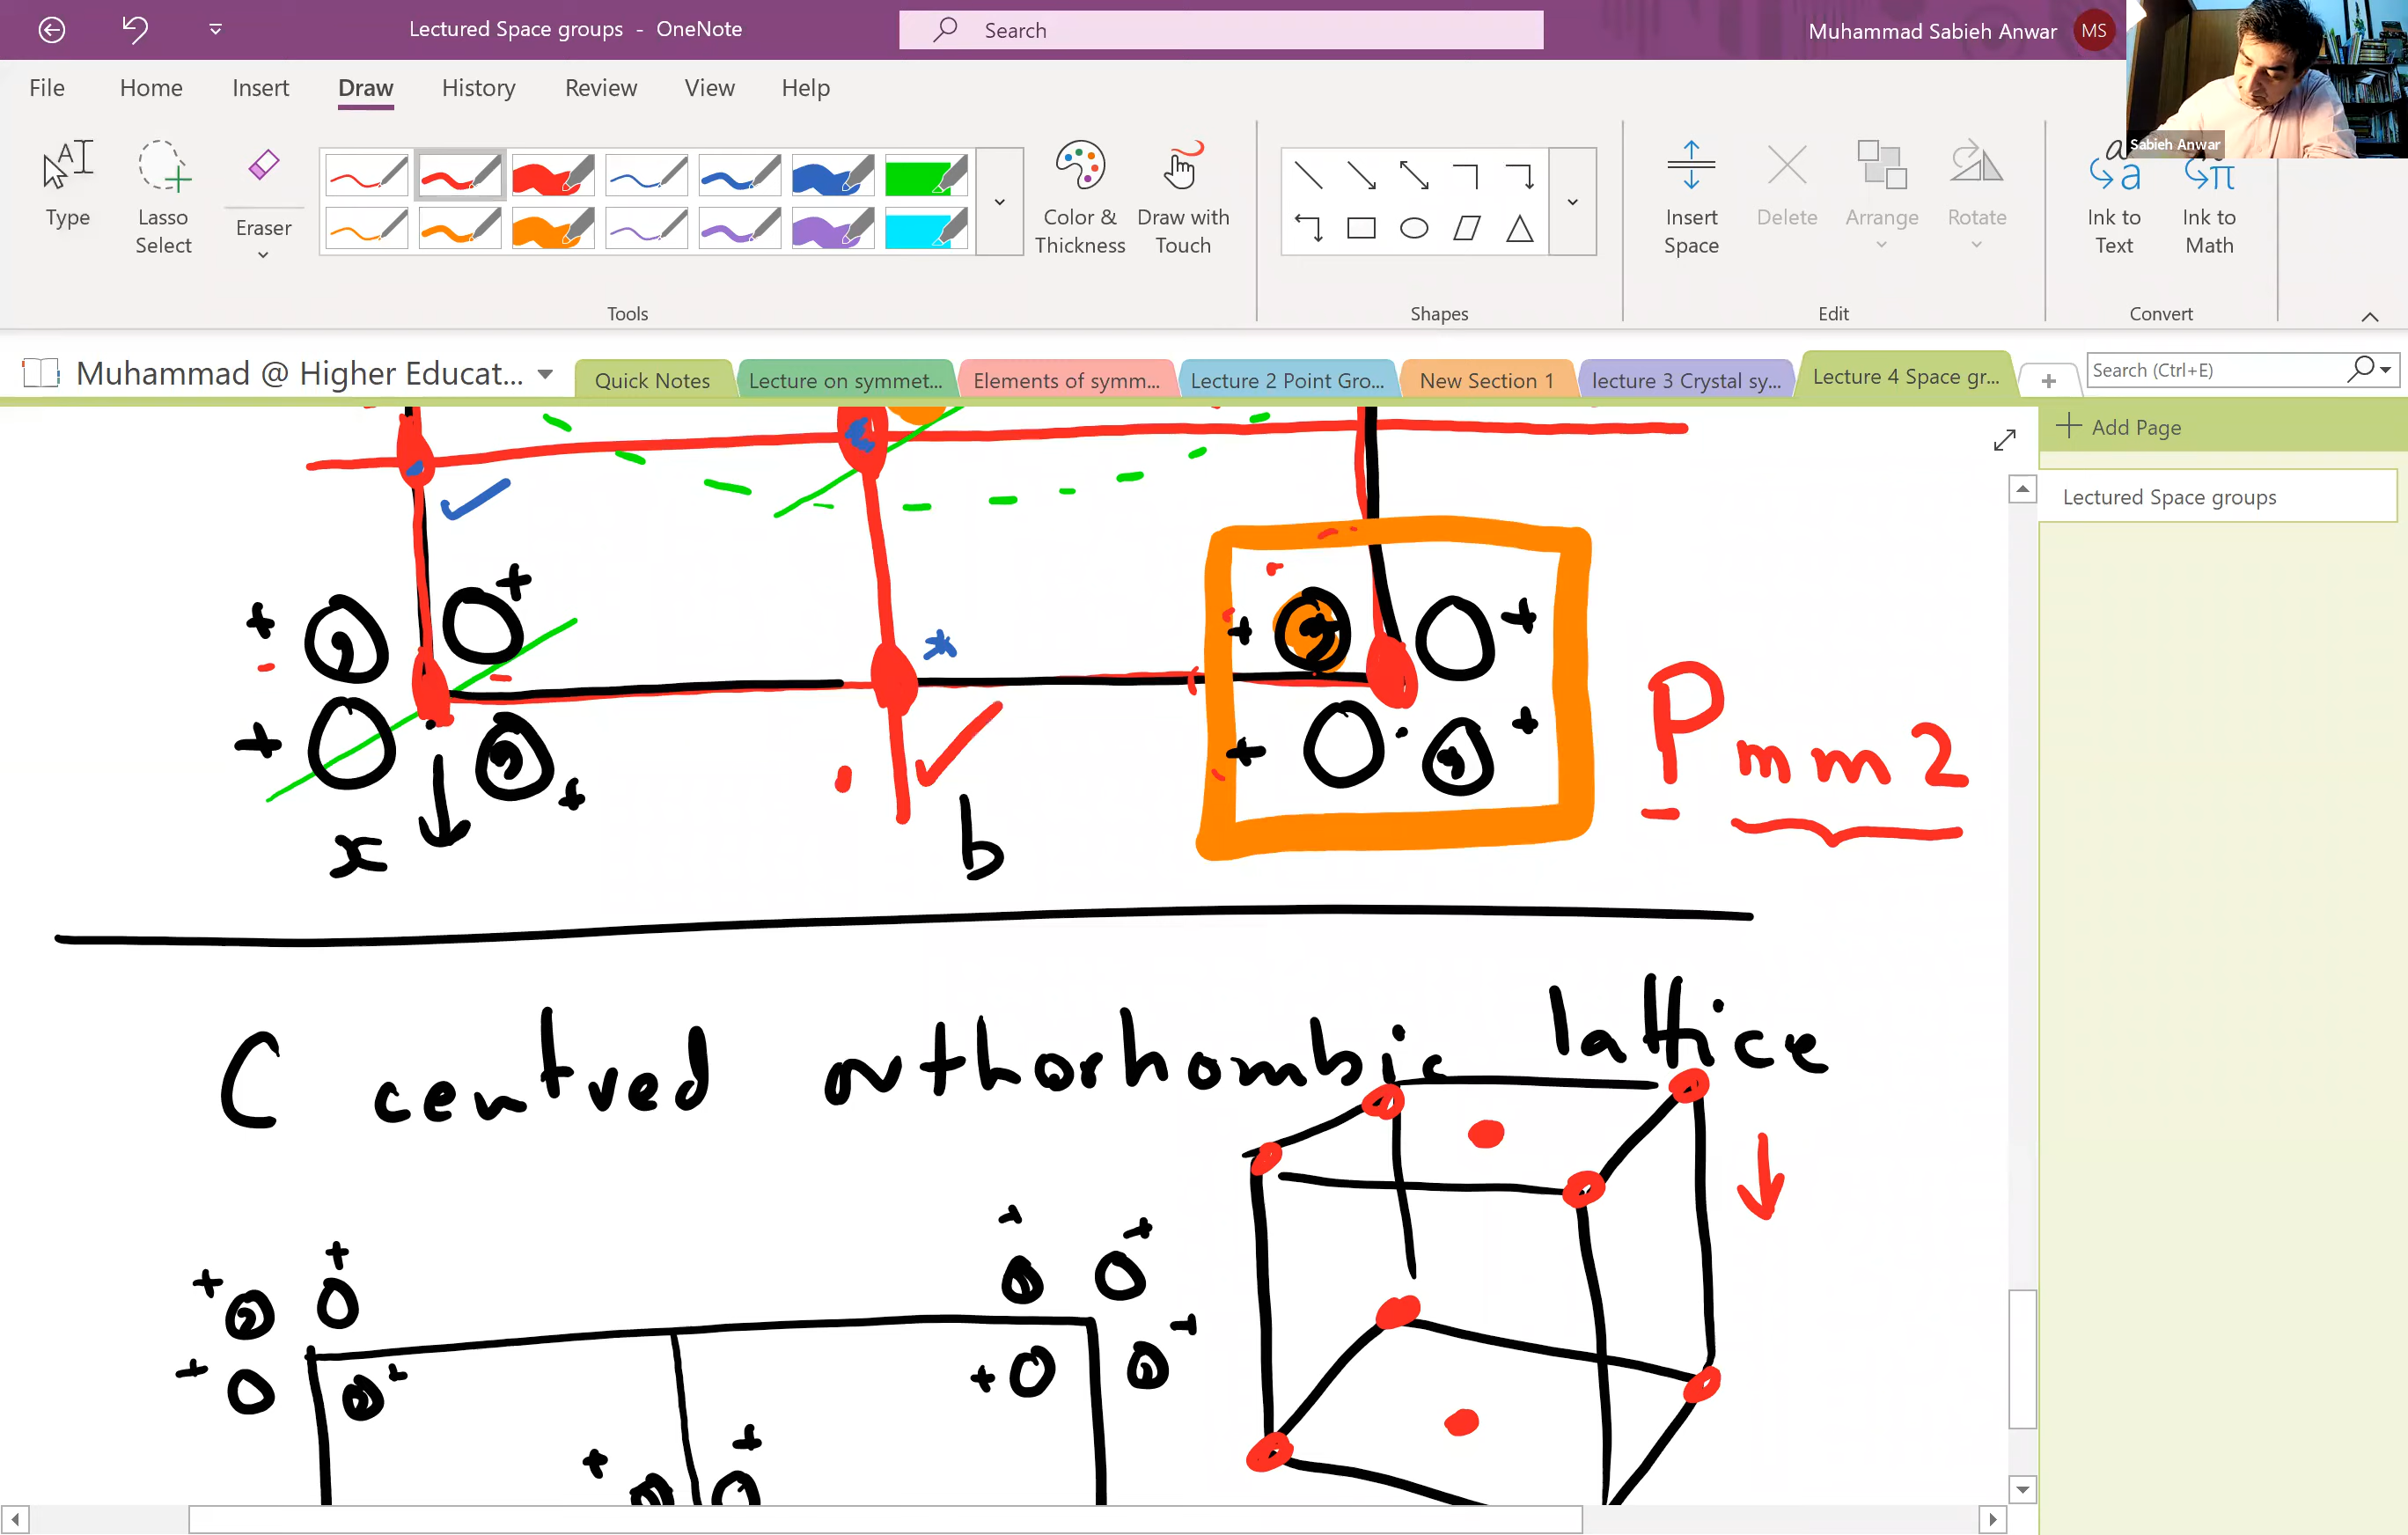 Lectured Space groups - OneNote
Search
Muhammad Sabieh Anwar MS
File Home Insert Draw History Review View Help
Type
Lasso Select
Eraser
Color & Thickness
Draw with Touch
Insert Space
Delete
Arrange
Rotate
Ink to Text
Ink to Math
Sabieh Anwar
Tools Shapes Edit Convert
Muhammad @ Higher Educat...
Quick Notes
Lecture on symmet...
Elements of symm...
Lecture 2 Point Gro...
New Section 1
lecture 3 Crystal sy...
Lecture 4 Space gr...
Search (Ctrl+E)
Add Page
Lectured Space groups
+ + + +
+ + + +
Pmm2
x
b
C centred orthorhombic lattice
+ + +
+ + +
+ +